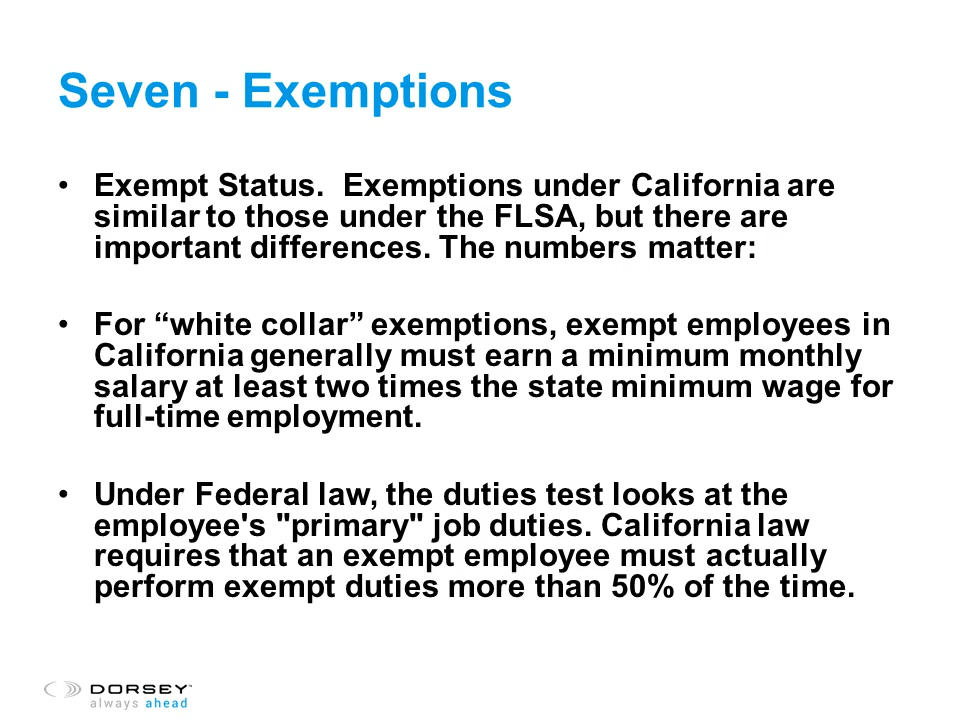 Seven - Exemptions
• Exempt Status.  Exemptions under California are
similar to those under the FLSA, but there are
important differences. The numbers matter:
• For “white collar” exemptions, exempt employees in
California generally must earn a minimum monthly
salary at least two times the state minimum wage for
full-time employment.
• Under Federal law, the duties test looks at the
employee's "primary" job duties. California law
requires that an exempt employee must actually
perform exempt duties more than 50% of the time.
DORSEY™
always ahead